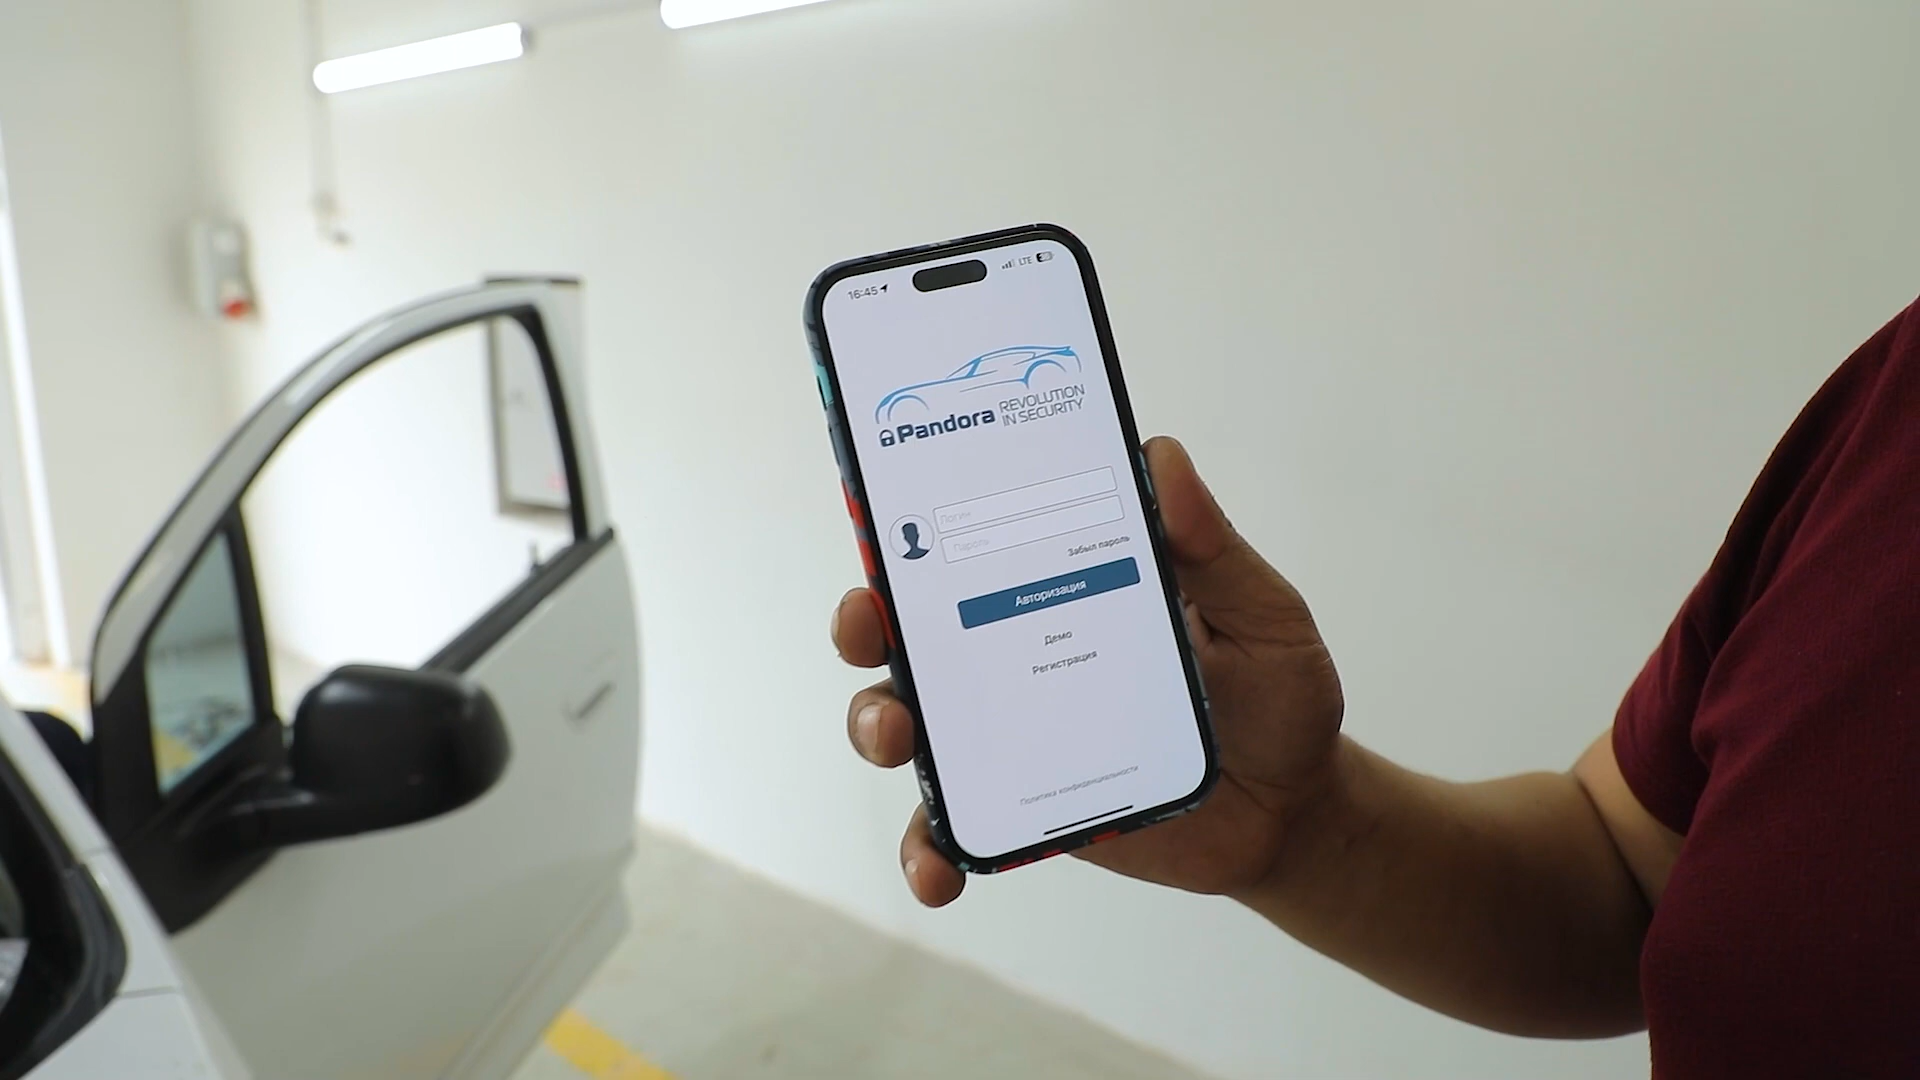 16:45
LTE
Pandora REVOLUTION
IN SECURITY
Логин
Пароль
Забыл пароль
Авторизация
Демо
Регистрация
Политика конфиденциальности